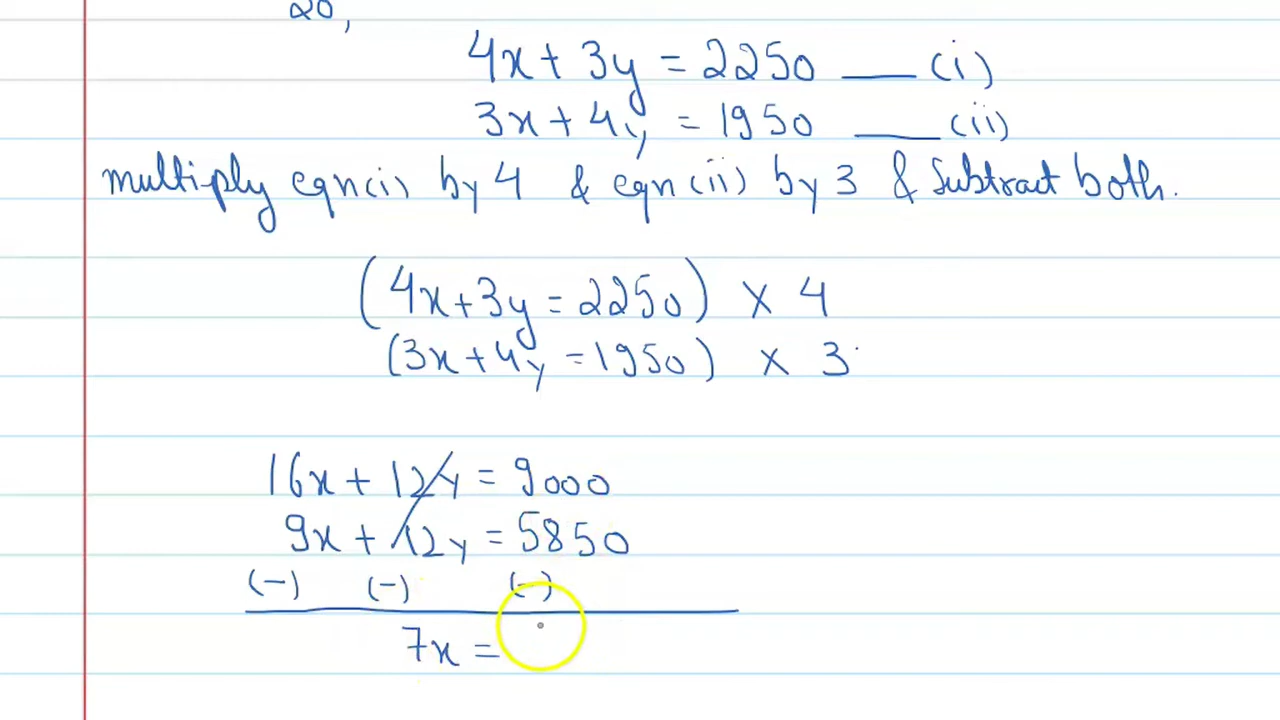 20,
4x + 3y = 2250 ___ (i)
3x + 4y = 1950 ___ (ii)
multiply eqn(i) by 4 & eqn (ii) by 3 & Subtract both.
(4x+3y = 2250) × 4
(3x + 4y = 1950) × 3
16x + 12y = 9000
9x + 12y = 5850
(-) (-) (-)
7x =